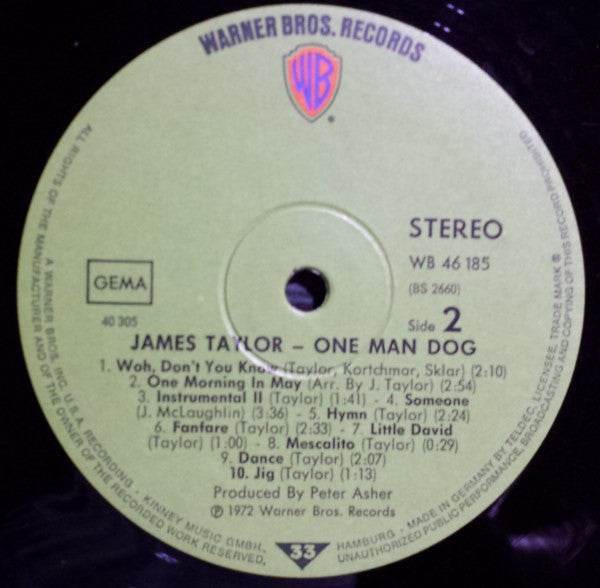 WARNER BROS. RECORDS
WB
®
STEREO
WB 46 185
(BS 2660)
GEMA
40 305
Side 2
JAMES TAYLOR – ONE MAN DOG
1. Woh, Don't You Know (Taylor, Kortchmar, Sklar) (2:10)
2. One Morning In May (Arr. By J. Taylor) (2:54)
3. Instrumental II (Taylor) (1:41) - 4. Someone
(J. McLaughlin) (3:36) - 5. Hymn (Taylor) (2:24)
6. Fanfare (Taylor) (2:33) - 7. Little David
(Taylor) (1:00) - 8. Mescalito (Taylor) (0:29)
9. Dance (Taylor) (2:07)
10. Jig (Taylor) (1:13)
Produced By Peter Asher
℗ 1972 Warner Bros. Records
33
ALL RIGHTS OF THE MANUFACTURER AND OF THE OWNER OF THE RECORDED WORK RESERVED,
UNAUTHORIZED PUBLIC PERFORMANCE, BROADCASTING AND COPYING OF THIS RECORD PROHIBITED
A WARNER BROS. INC. U.S.A. RECORDING · KINNEY MUSIC GMBH.,
HAMBURG · MADE IN GERMANY BY TELDEC, LICENSEE, TRADE MARK ®